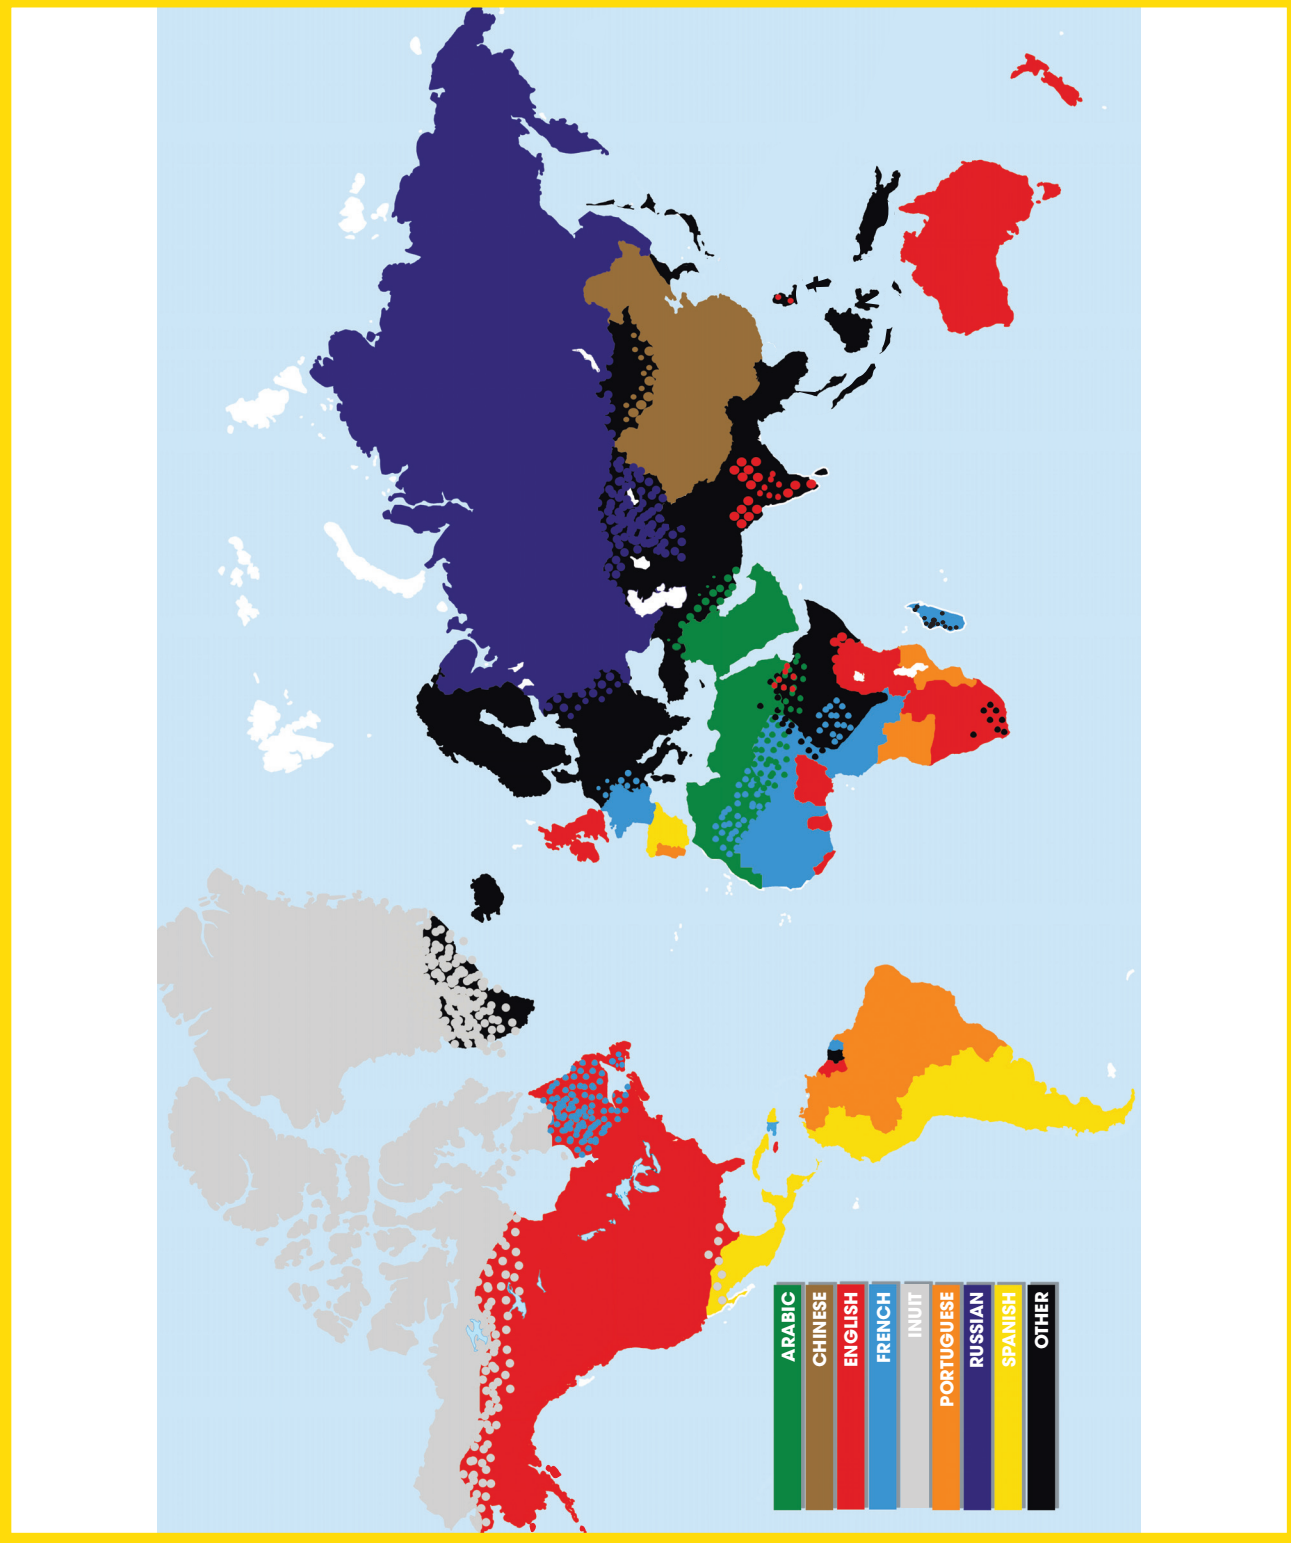 ARABIC
CHINESE
ENGLISH
FRENCH
INUIT
PORTUGUESE
RUSSIAN
SPANISH
OTHER